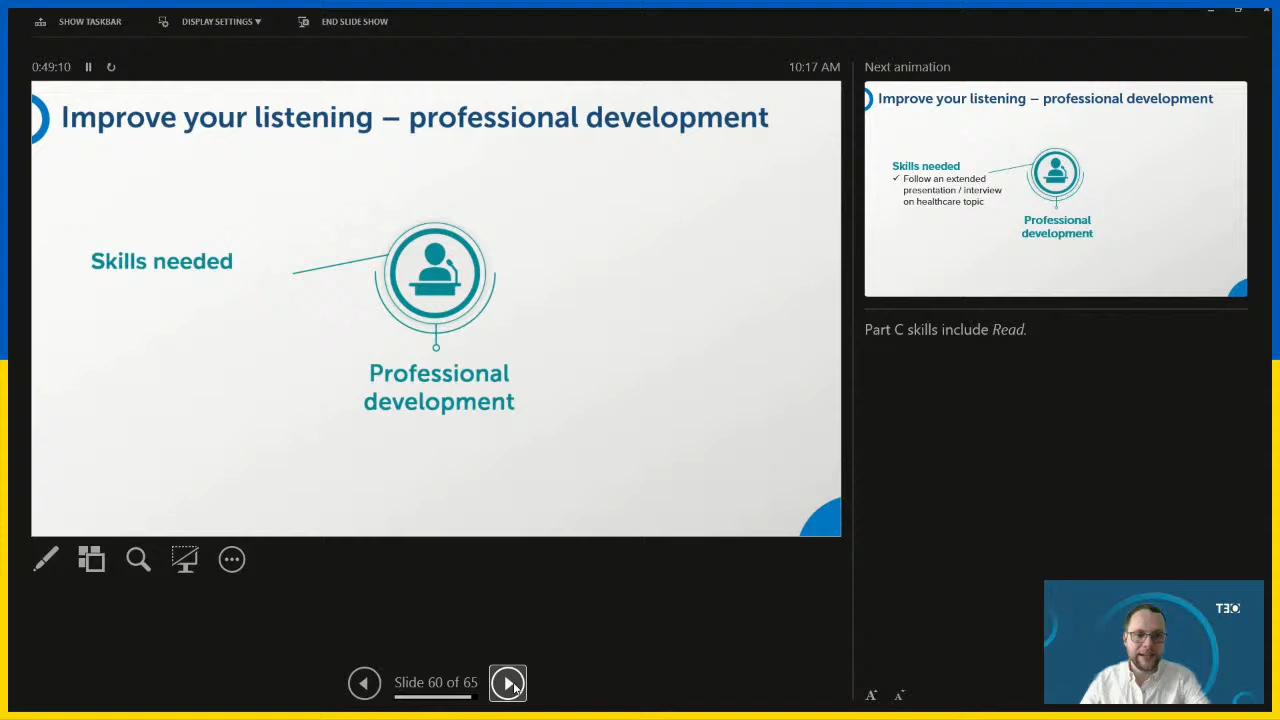 SHOW TASKBAR
DISPLAY SETTINGS ▼
END SLIDE SHOW
0:49:10
10:17 AM
Improve your listening – professional development
Skills needed
Professional
development
Next animation
Improve your listening – professional development
Skills needed
✓ Follow an extended
presentation / interview
on healthcare topic
Professional
development
Part C skills include Read.
Slide 60 of 65
A
A